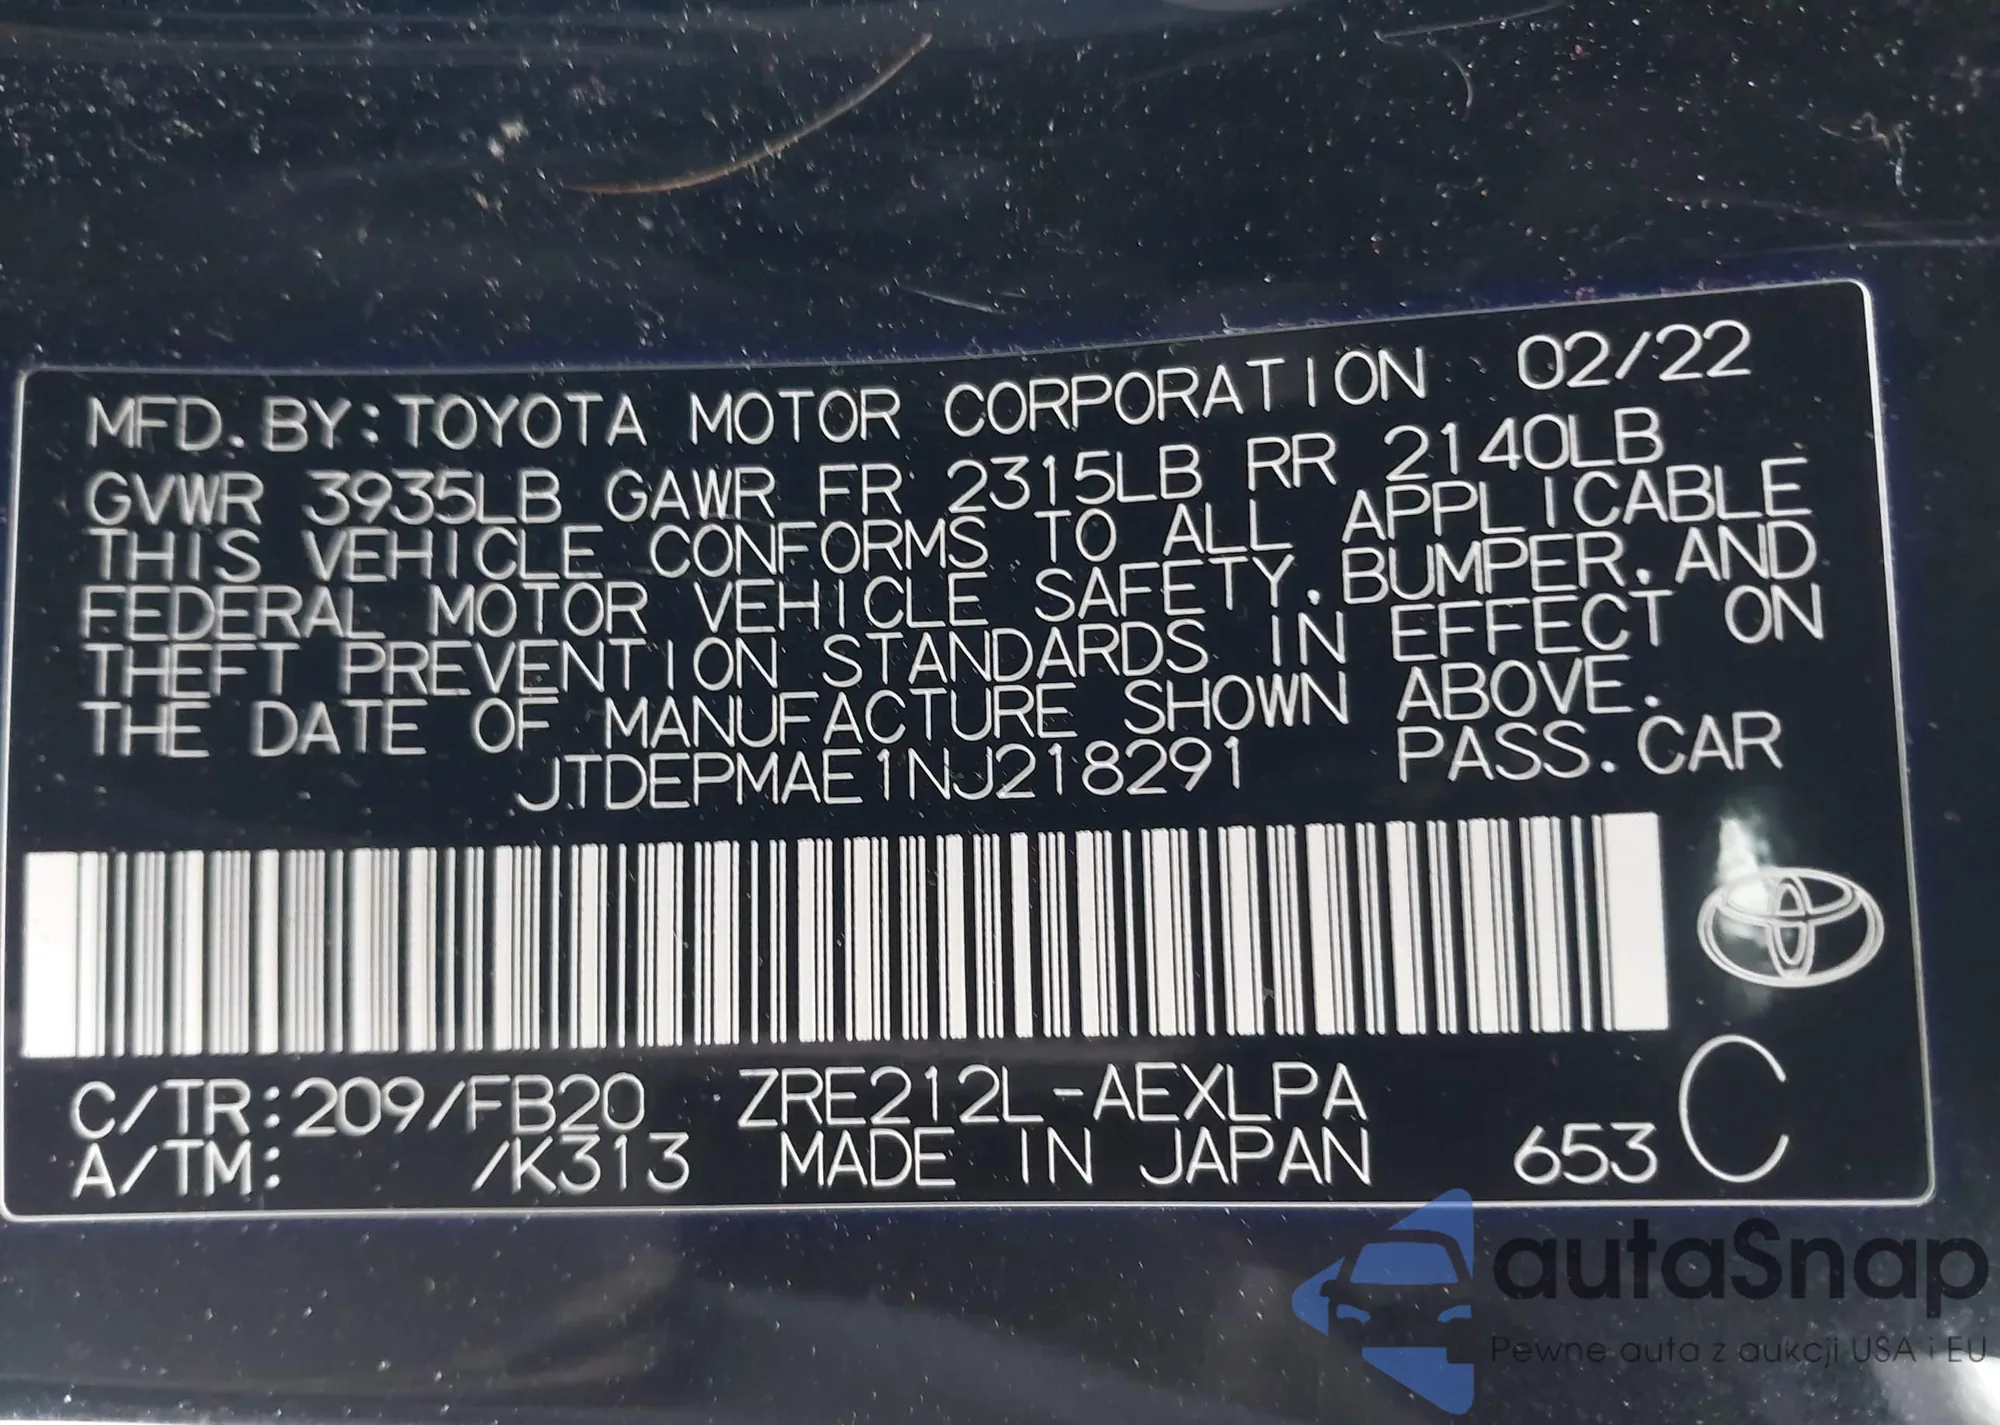 MFD. BY: TOYOTA MOTOR CORPORATION 02/22
GVWR 3935LB GAWR FR 2315LB RR 2140LB
THIS VEHICLE CONFORMS TO ALL APPLICABLE
FEDERAL MOTOR VEHICLE SAFETY, BUMPER, AND
THEFT PREVENTION STANDARDS IN EFFECT ON
THE DATE OF MANUFACTURE SHOWN ABOVE.
JTDEPMAE1NJ218291 PASS. CAR
C/TR: 209/FB20 ZRE212L-AEXLPA
A/TM: /K313 MADE IN JAPAN 653 C
autaSnap
Pewne auta z aukcji USA i EU